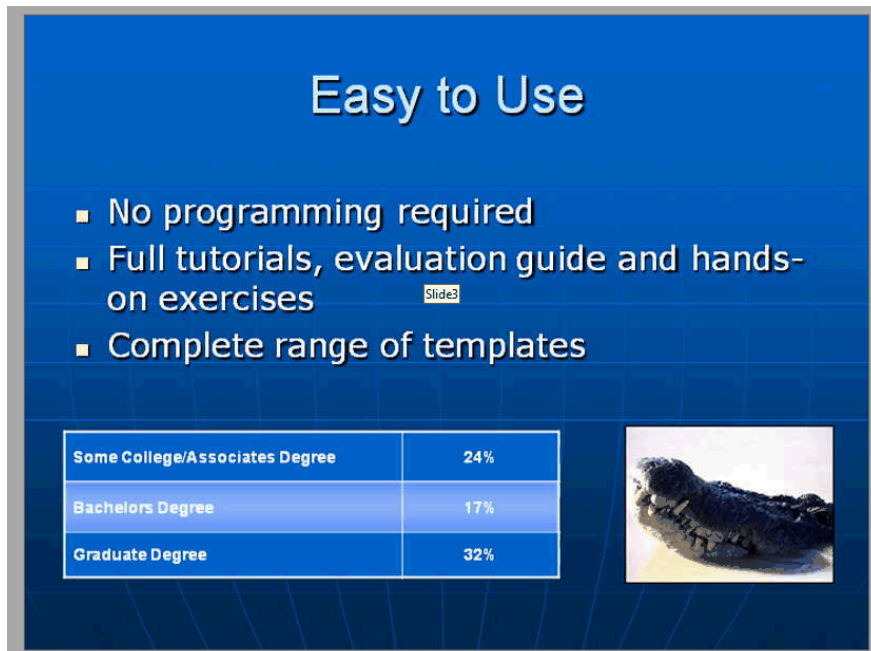 Easy to Use
No programming required
Full tutorials, evaluation guide and hands-
on exercises
Slide3
Complete range of templates
Some College/Associates Degree 24%
Bachelors Degree 17%
Graduate Degree 32%